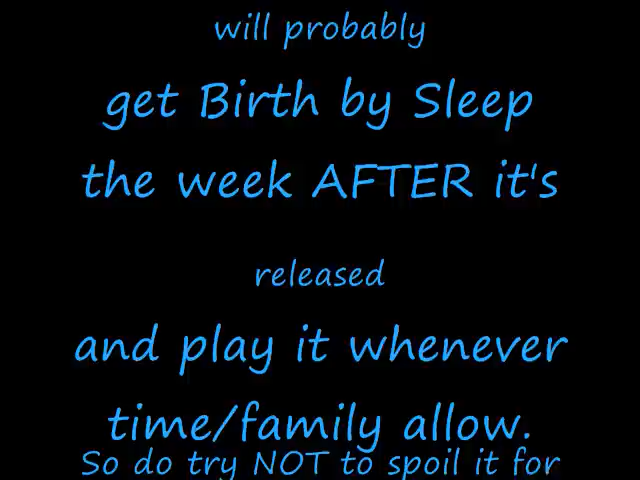 will probably
get Birth by Sleep
the week AFTER it's
released
and play it whenever
time/family allow.
So do try NOT to spoil it for